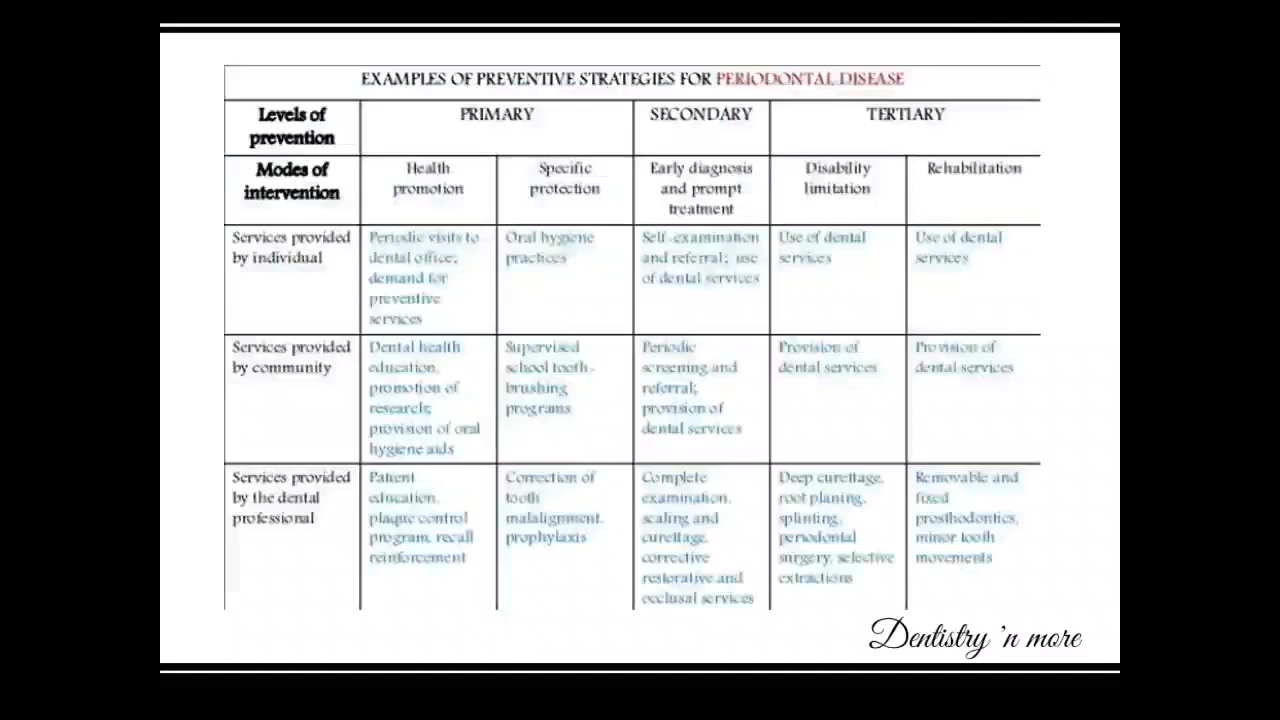 EXAMPLES OF PREVENTIVE STRATEGIES FOR PERIODONTAL DISEASE
Levels of
prevention
PRIMARY
SECONDARY
TERTIARY
Modes of
intervention
Health
promotion
Specific
protection
Early diagnosis
and prompt
treatment
Disability
limitation
Rehabilitation
Services provided
by individual
Periodic visits to
dental office;
demand for
preventive
services
Oral hygiene
practices
Self-examination
and referral; use
of dental services
Use of dental
services
Use of dental
services
Services provided
by community
Dental health
education,
promotion of
research;
provision of oral
hygiene aids
Supervised
school tooth-
brushing
programs
Periodic
screening and
referral;
provision of
dental services
Provision of
dental services
Provision of
dental services
Services provided
by the dental
professional
Patient
education,
plaque control
program, recall
reinforcement
Correction of
tooth
malalignment,
prophylaxis
Complete
examination,
scaling and
curettage,
corrective
restorative and
occlusal services
Deep curettage,
root planing,
splinting,
periodontal
surgery, selective
extractions
Removable and
fixed
prosthodontics,
minor tooth
movements
Dentistry 'n more